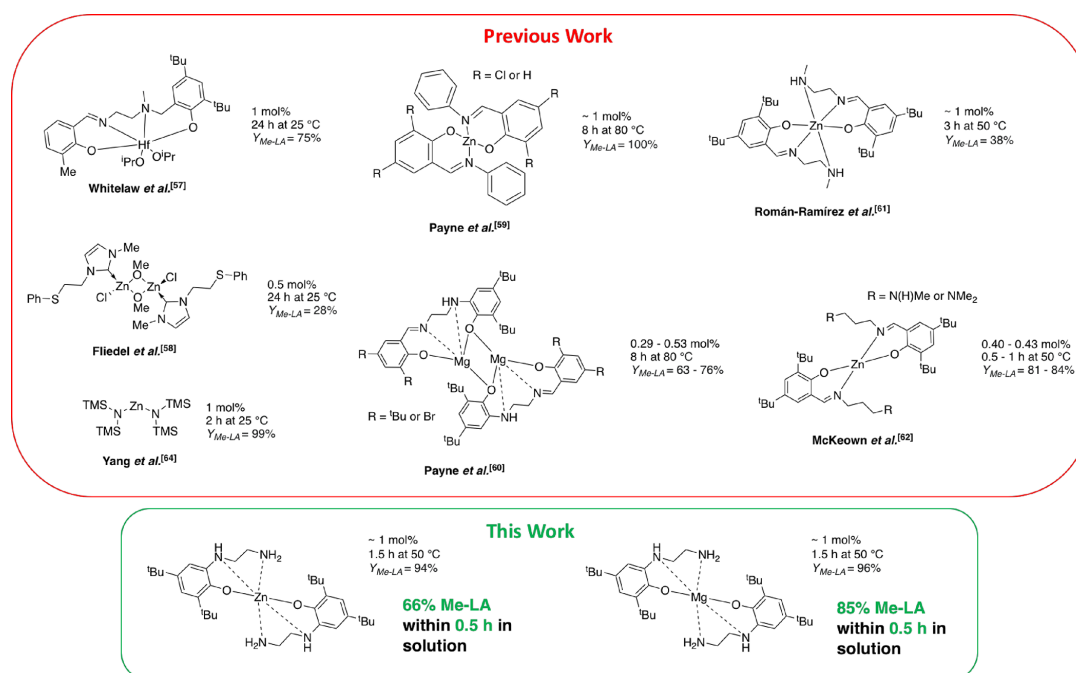 Previous Work
R = Cl or H
1 mol%
24 h at 25 °C
Y_Me-LA = 75%
Whitelaw et al.[57]
~ 1 mol%
8 h at 80 °C
Y_Me-LA = 100%
Payne et al.[59]
~ 1 mol%
3 h at 50 °C
Y_Me-LA = 38%
Román-Ramírez et al.[61]
0.5 mol%
24 h at 25 °C
Y_Me-LA = 28%
Fliedel et al.[58]
0.29 - 0.53 mol%
8 h at 80 °C
Y_Me-LA = 63 - 76%
R = ᵗBu or Br
Payne et al.[60]
R = N(H)Me or NMe₂
0.40 - 0.43 mol%
0.5 - 1 h at 50 °C
Y_Me-LA = 81 - 84%
McKeown et al.[62]
TMS
Zn
TMS
N
N
TMS
TMS
1 mol%
2 h at 25 °C
Y_Me-LA = 99%
Yang et al.[64]
This Work
~ 1 mol%
1.5 h at 50 °C
Y_Me-LA = 94%
66% Me-LA
within 0.5 h in
solution
~ 1 mol%
1.5 h at 50 °C
Y_Me-LA = 96%
85% Me-LA
within 0.5 h in
solution